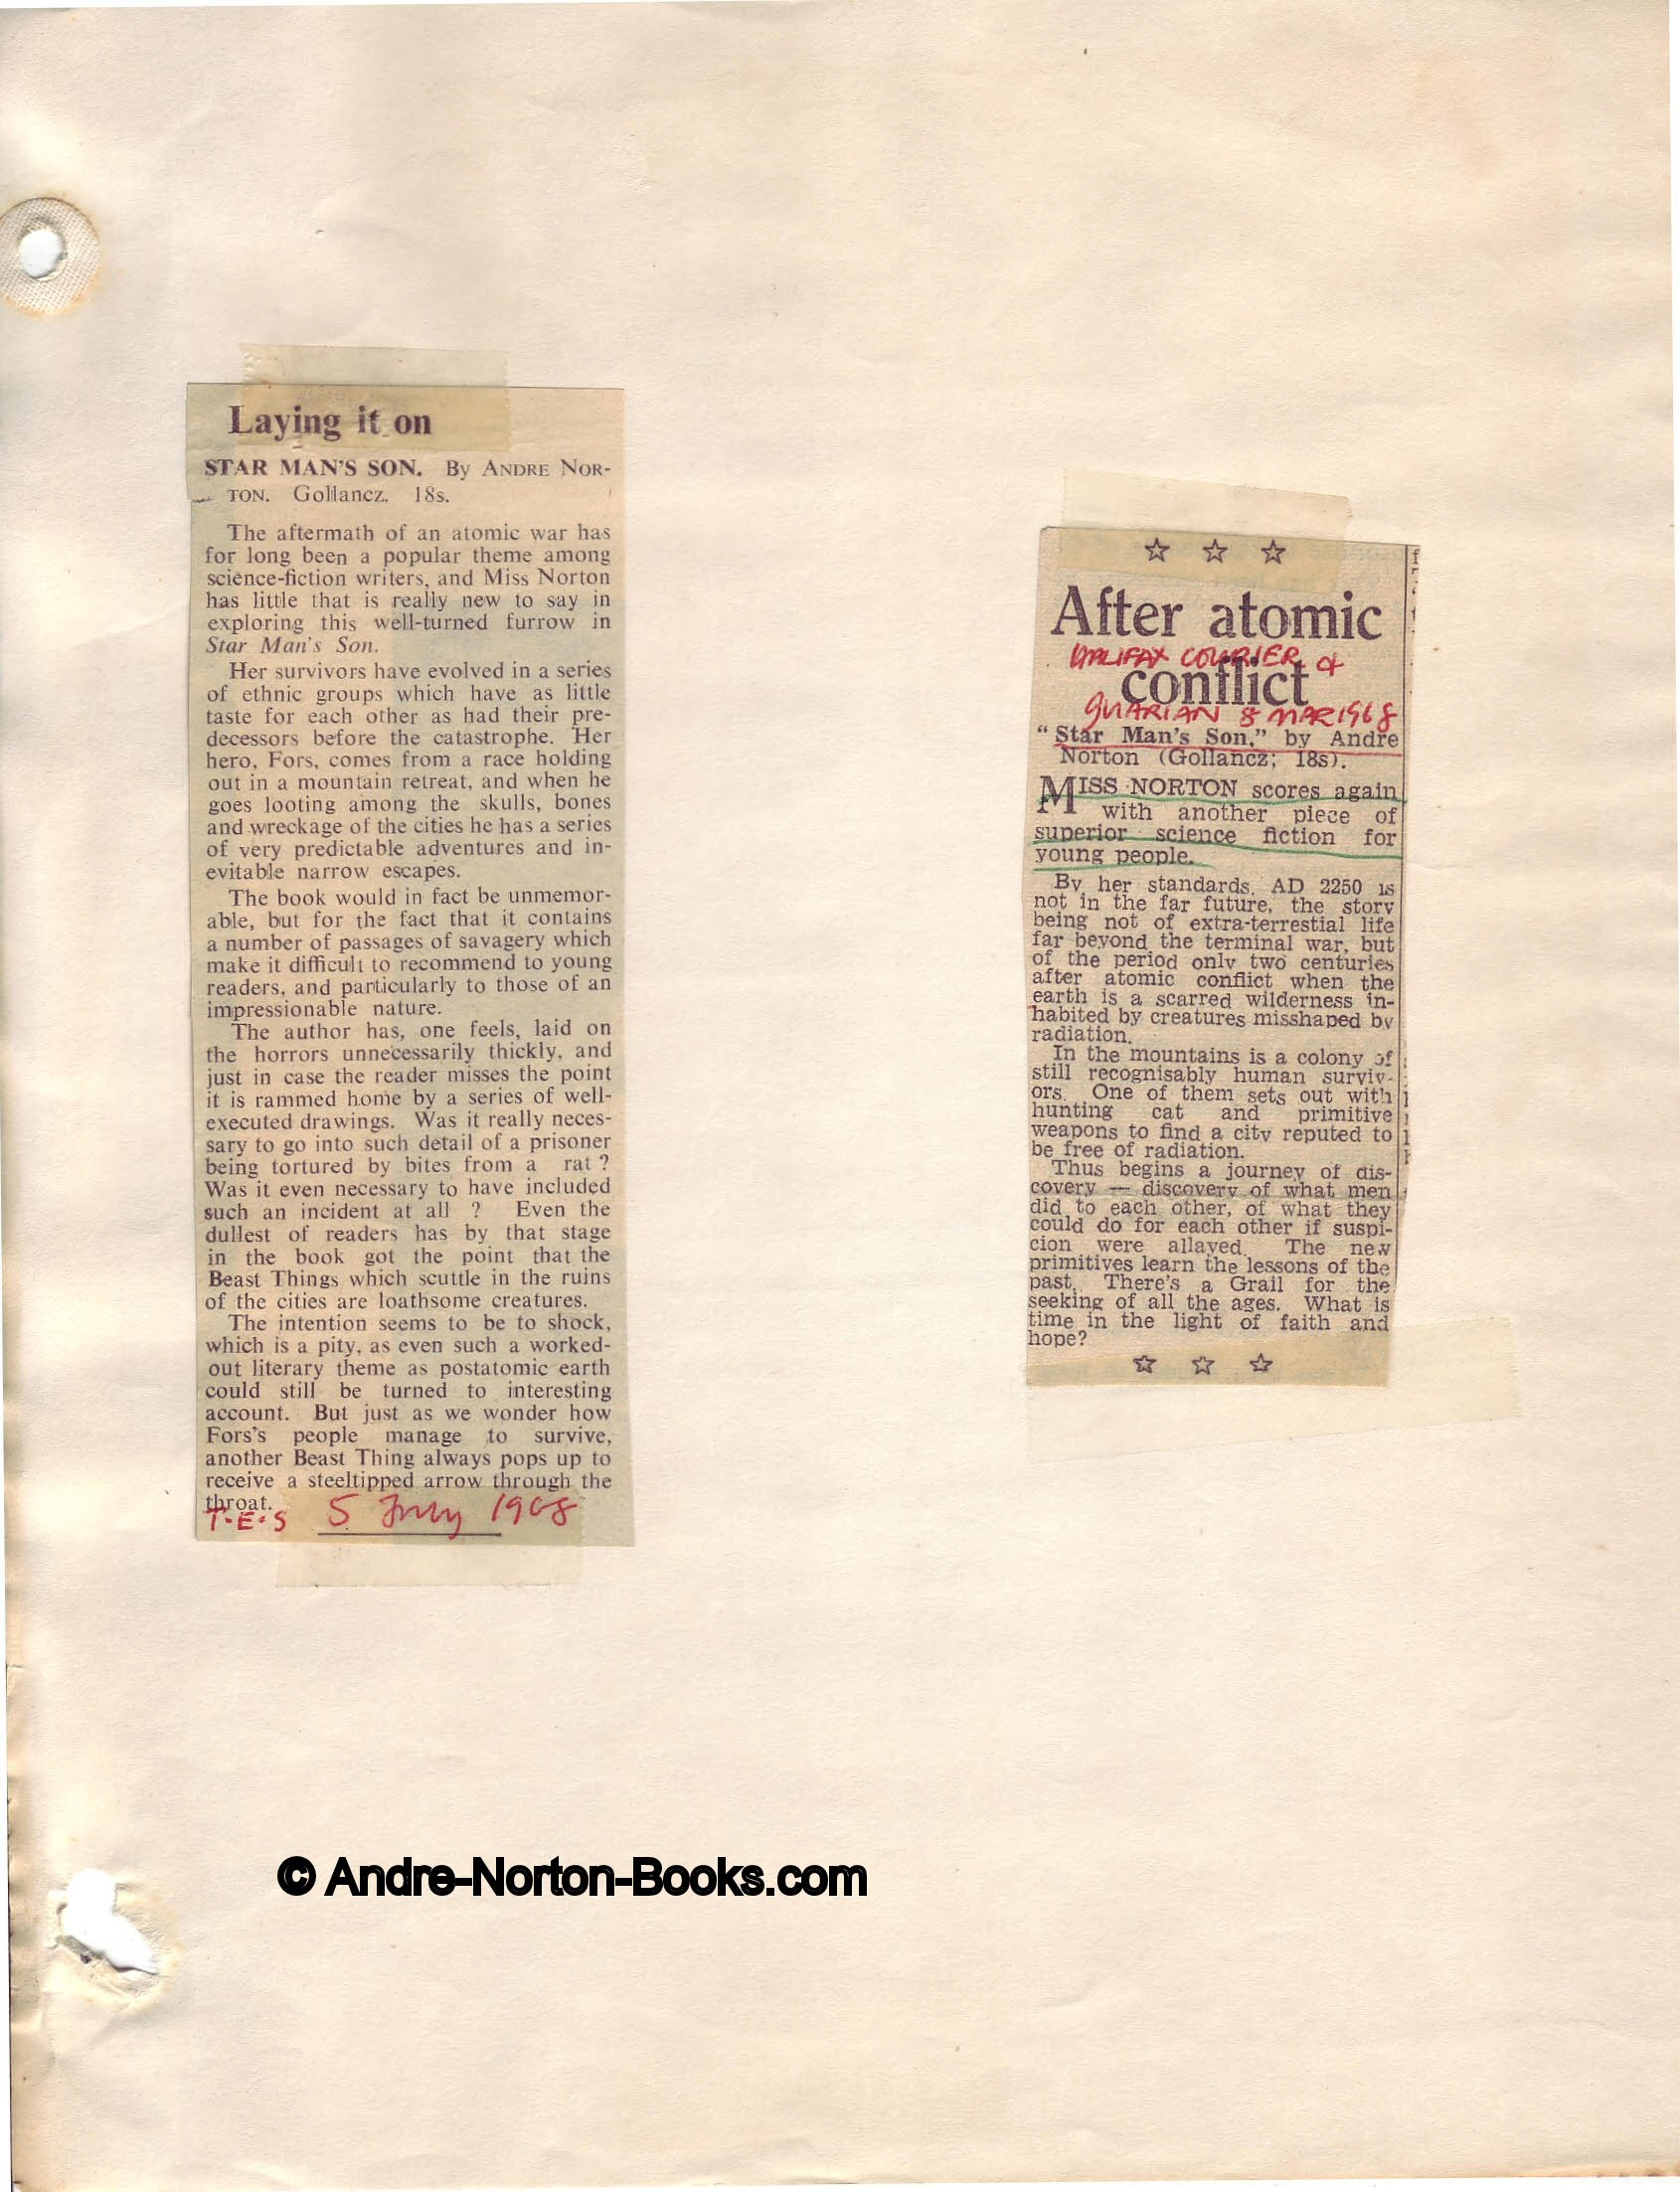 Laying it on
STAR MAN'S SON. By ANDRE NOR-
TON. Gollancz. 18s.
The aftermath of an atomic war has
for long been a popular theme among
science-fiction writers, and Miss Norton
has little that is really new to say in
exploring this well-turned furrow in
Star Man's Son.
Her survivors have evolved in a series
of ethnic groups which have as little
taste for each other as had their pre-
decessors before the catastrophe. Her
hero, Fors, comes from a race holding
out in a mountain retreat, and when he
goes looting among the skulls, bones
and wreckage of the cities he has a series
of very predictable adventures and in-
evitable narrow escapes.
The book would in fact be unmemor-
able, but for the fact that it contains
a number of passages of savagery which
make it difficult to recommend to young
readers, and particularly to those of an
impressionable nature.
The author has, one feels, laid on
the horrors unnecessarily thickly, and
just in case the reader misses the point
it is rammed home by a series of well-
executed drawings. Was it really neces-
sary to go into such detail of a prisoner
being tortured by bites from a rat ?
Was it even necessary to have included
such an incident at all ? Even the
dullest of readers has by that stage
in the book got the point that the
Beast Things which scuttle in the ruins
of the cities are loathsome creatures.
The intention seems to be to shock,
which is a pity, as even such a worked-
out literary theme as postatomic earth
could still be turned to interesting
account. But just as we wonder how
Fors's people manage to survive,
another Beast Thing always pops up to
receive a steeltipped arrow through the
throat.
T.E.S 5 July 1968
After atomic
HALIFAX COURIER &
conflict
GUARIAN 8 MAR 1968
"Star Man's Son," by Andre
Norton (Gollancz; 18s).
MISS NORTON scores again
with another piece of
superior science fiction for
young people.
By her standards, AD 2250 is
not in the far future, the story
being not of extra-terrestial life
far beyond the terminal war, but
of the period only two centuries
after atomic conflict when the
earth is a scarred wilderness in-
habited by creatures misshaped by
radiation.
In the mountains is a colony of
still recognisably human surviv-
ors. One of them sets out with
hunting cat and primitive
weapons to find a city reputed to
be free of radiation.
Thus begins a journey of dis-
covery — discovery of what men
did to each other, of what they
could do for each other if suspi-
cion were allayed. The new
primitives learn the lessons of the
past. There's a Grail for the
seeking of all the ages. What is
time in the light of faith and
hope?
© Andre-Norton-Books.com